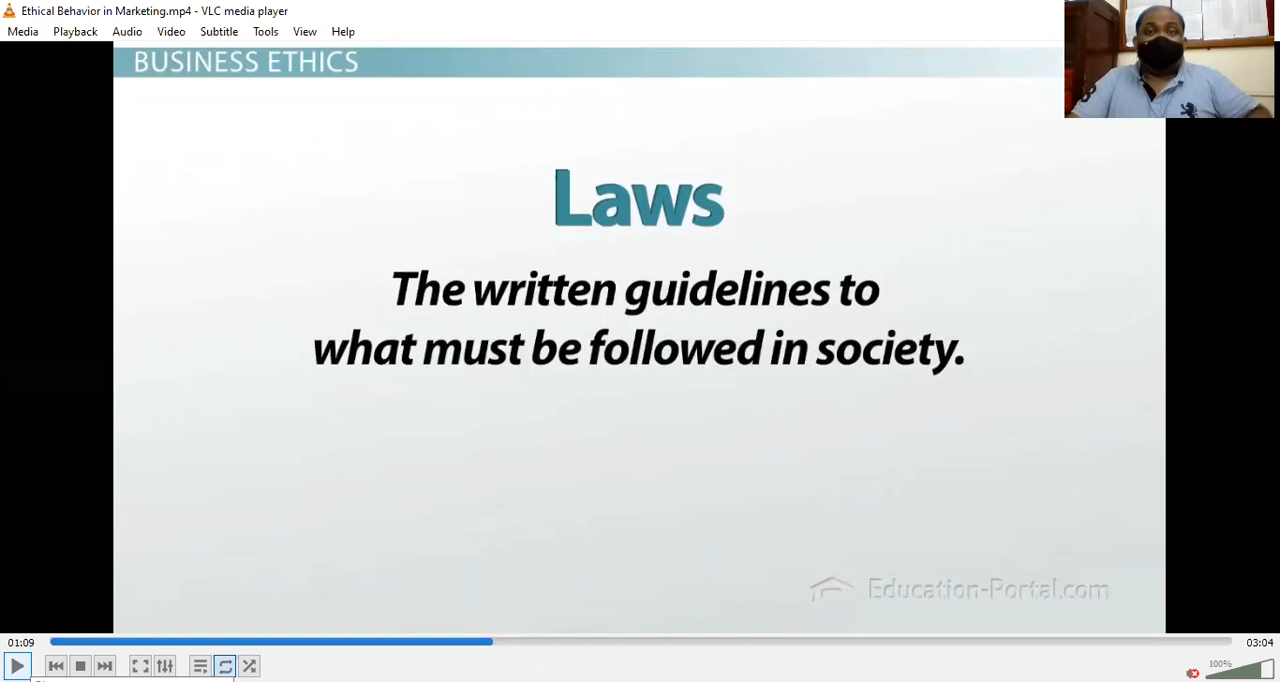 Ethical Behavior in Marketing.mp4 - VLC media player
Media Playback Audio Video Subtitle Tools View Help
BUSINESS ETHICS
Laws
The written guidelines to
what must be followed in society.
Education-Portal.com
01:09
03:04
100%